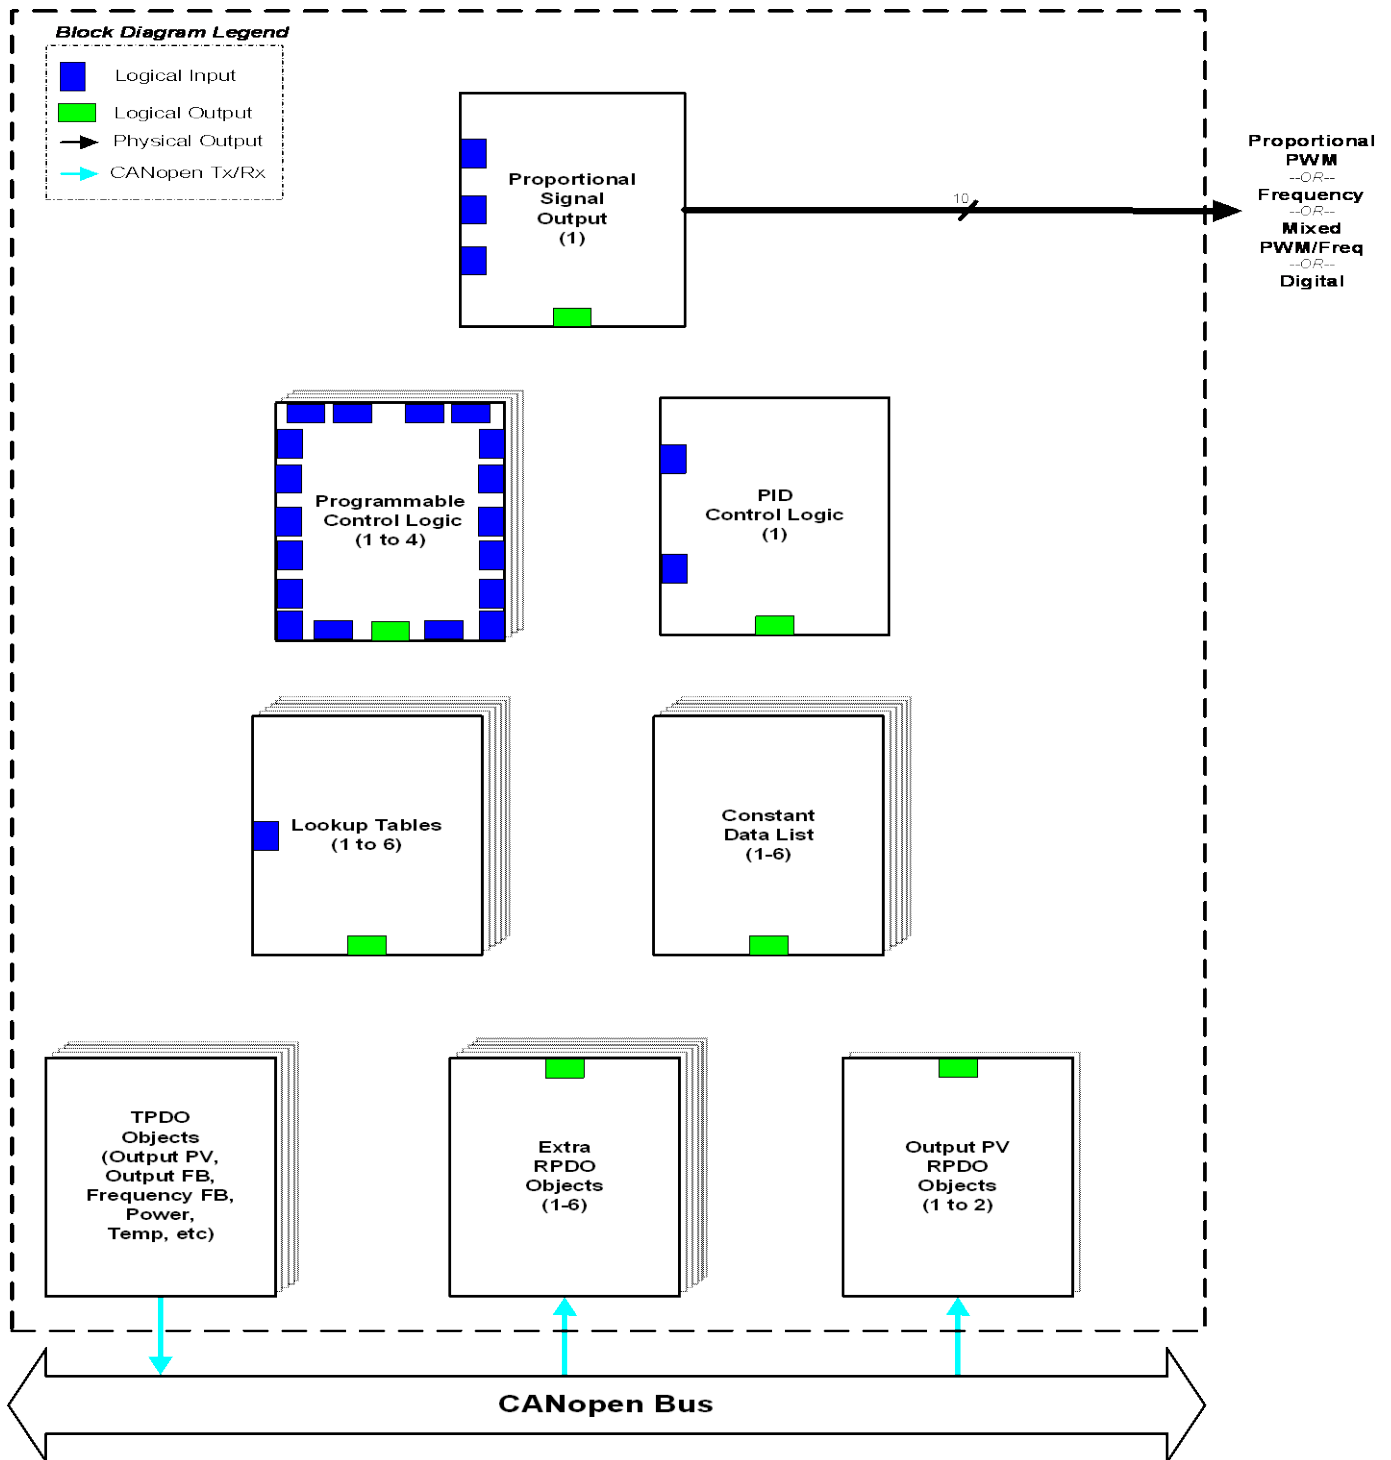 Block Diagram Legend
Logical Input
Logical Output
Physical Output
CANopen Tx/Rx
Proportional
Signal
Output
(1)
10
Proportional
PWM
--OR--
Frequency
--OR--
Mixed
PWM/Freq
--OR--
Digital
Programmable
Control Logic
(1 to 4)
PID
Control Logic
(1)
Lookup Tables
(1 to 6)
Constant
Data List
(1-6)
TPDO
Objects
(Output PV,
Output FB,
Frequency FB,
Power,
Temp, etc)
Extra
RPDO
Objects
(1-6)
Output PV
RPDO
Objects
(1 to 2)
CANopen Bus